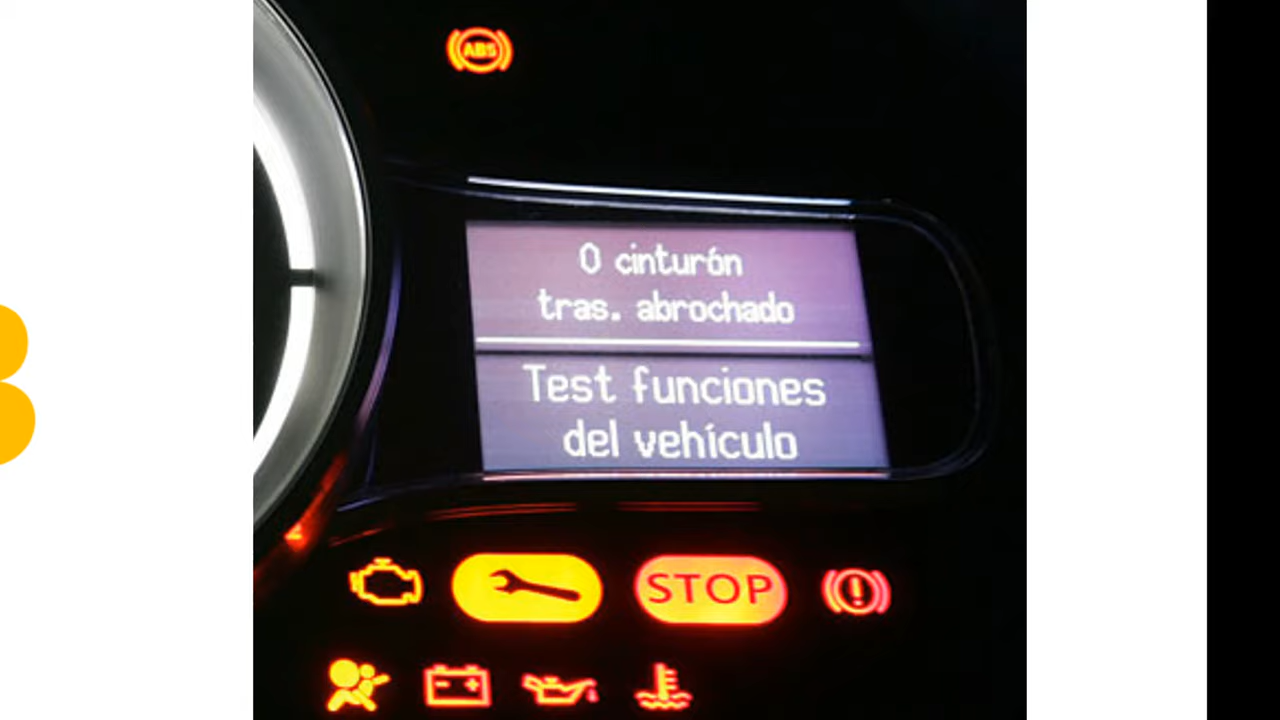 ABS
0 cinturón
tras. abrochado
Test funciones
del vehículo
STOP